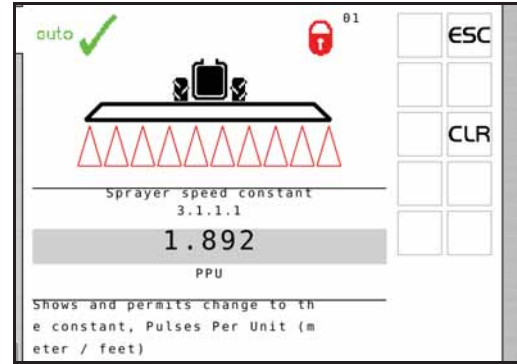 auto
01
ESC
CLR
Sprayer speed constant
3.1.1.1
1.892
PPU
Shows and permits change to th
e constant, Pulses Per Unit (m
eter / feet)